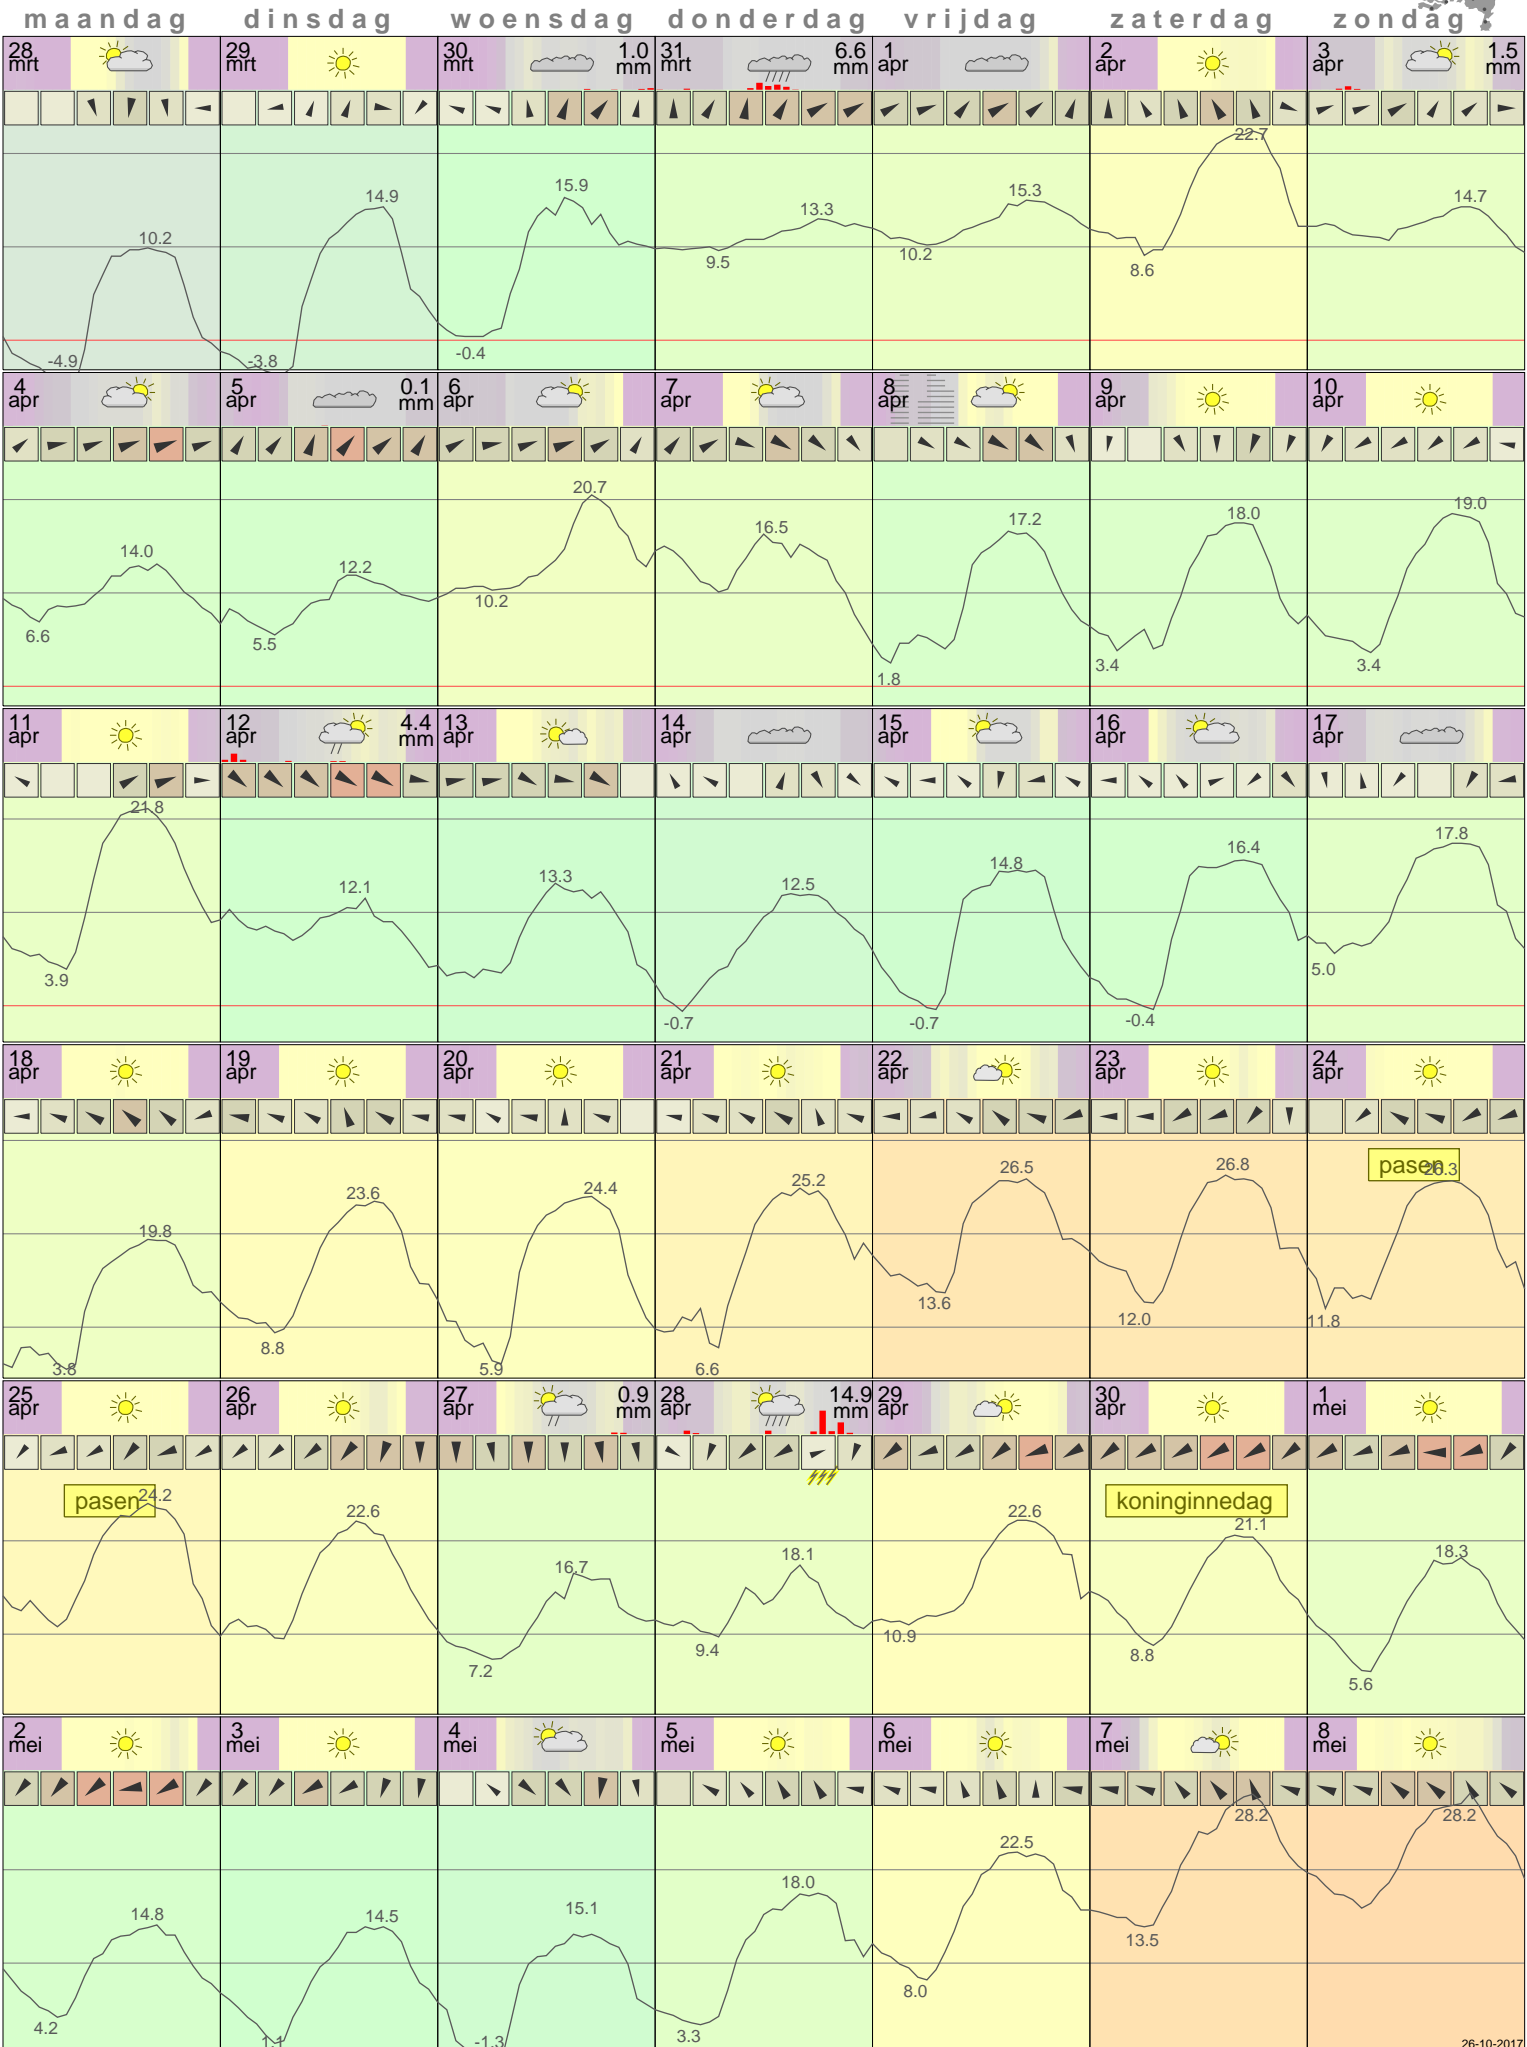 maandag dinsdag woensdag donderdag vrijdag zaterdag zondag
28 29 30 1.0 31 6.6 1 2 3 1.5
mrt mrt mrt mm mrt mm apr apr apr mm
22.7
15.9
14.9 15.3 14.7
13.3
10.2
10.2
9.5 8.6
-0.4
-4.9 -3.8
4 5 0.1 6 7 8 9 10
apr apr mm apr apr apr apr apr
20.7
19.0
16.5 17.2 18.0
14.0
12.2
10.2
6.6 5.5
3.4 3.4
1.8
11 12 4.4 13 14 15 16 17
apr apr mm apr apr apr apr apr
21.8
17.8
16.4
14.8
12.1 13.3 12.5
3.9 5.0
-0.7 -0.7 -0.4
18 19 20 21 22 23 24
apr apr apr apr apr apr apr
pasen
26.5 26.8 26.3
25.2
23.6 24.4
19.8
13.6
12.0 11.8
8.8
3.8 5.9 6.6
25 26 27 0.9 28 14.9 29 30 1
apr apr apr mm apr mm apr apr mei
pasen koninginnedag
24.2
22.6 22.6
21.1
18.1 18.3
16.7
10.9
9.4 8.8
7.2
5.6
2 3 4 5 6 7 8
mei mei mei mei mei mei mei
28.2 28.2
22.5
18.0
14.8 14.5 15.1
13.5
8.0
4.2 3.3
1.1 -1.3
26-10-2017